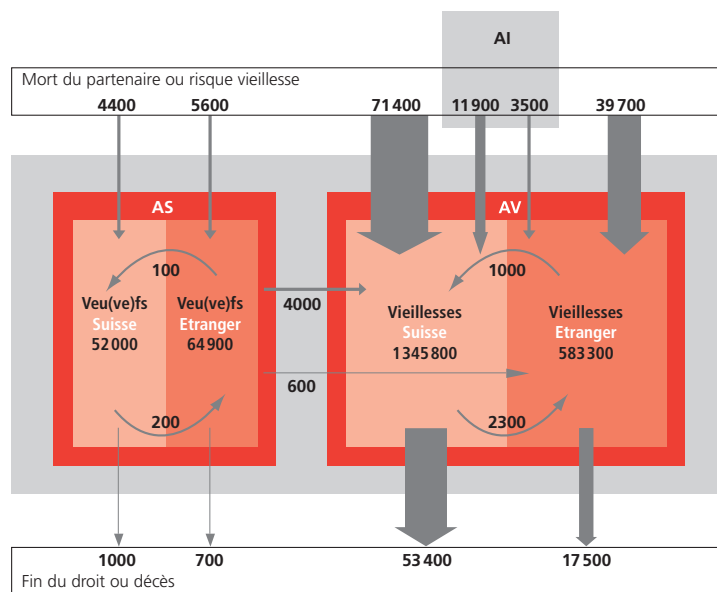 AI
Mort du partenaire ou risque vieillesse
4400 5600 71 400 11 900 3500 39 700
AS AV
100 1000
Veu(ve)fs Veu(ve)fs
Suisse Etranger
52 000 64 900
4000
Vieillesses Vieillesses
Suisse Etranger
1 345 800 583 300
600
200 2300
1000 700 53 400 17 500
Fin du droit ou décès